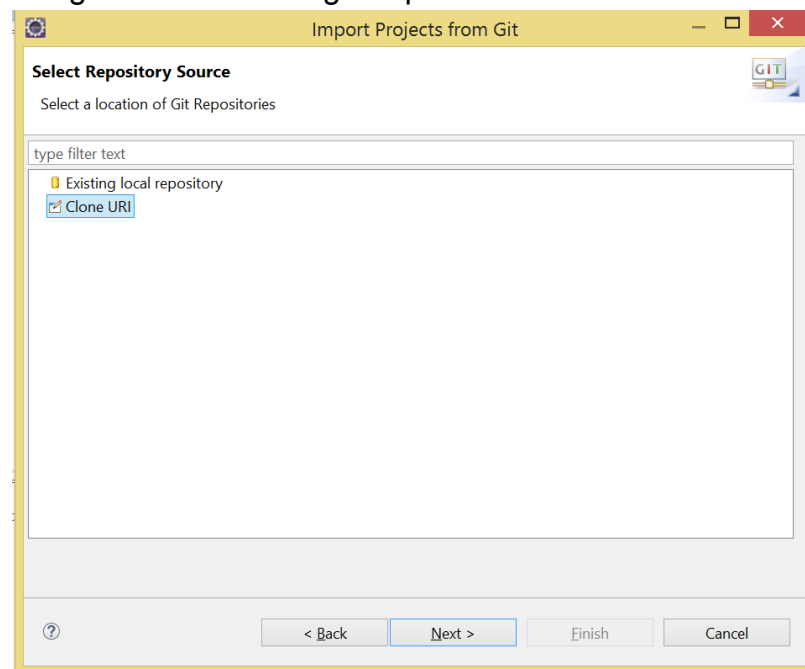 Import Projects from Git
Select Repository Source
GIT
Select a location of Git Repositories
type filter text
Existing local repository
Clone URI
< Back Next > Finish Cancel